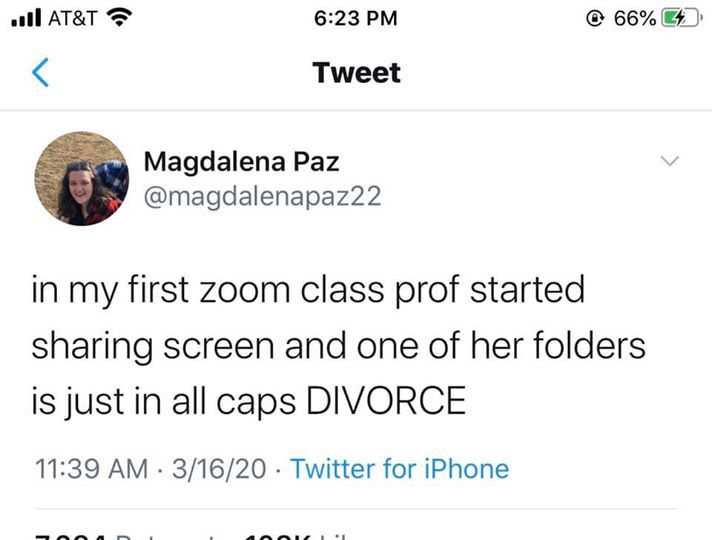 AT&T 6:23 PM 66%
Tweet
Magdalena Paz
@magdalenapaz22
in my first zoom class prof started
sharing screen and one of her folders
is just in all caps DIVORCE
11:39 AM · 3/16/20 · Twitter for iPhone